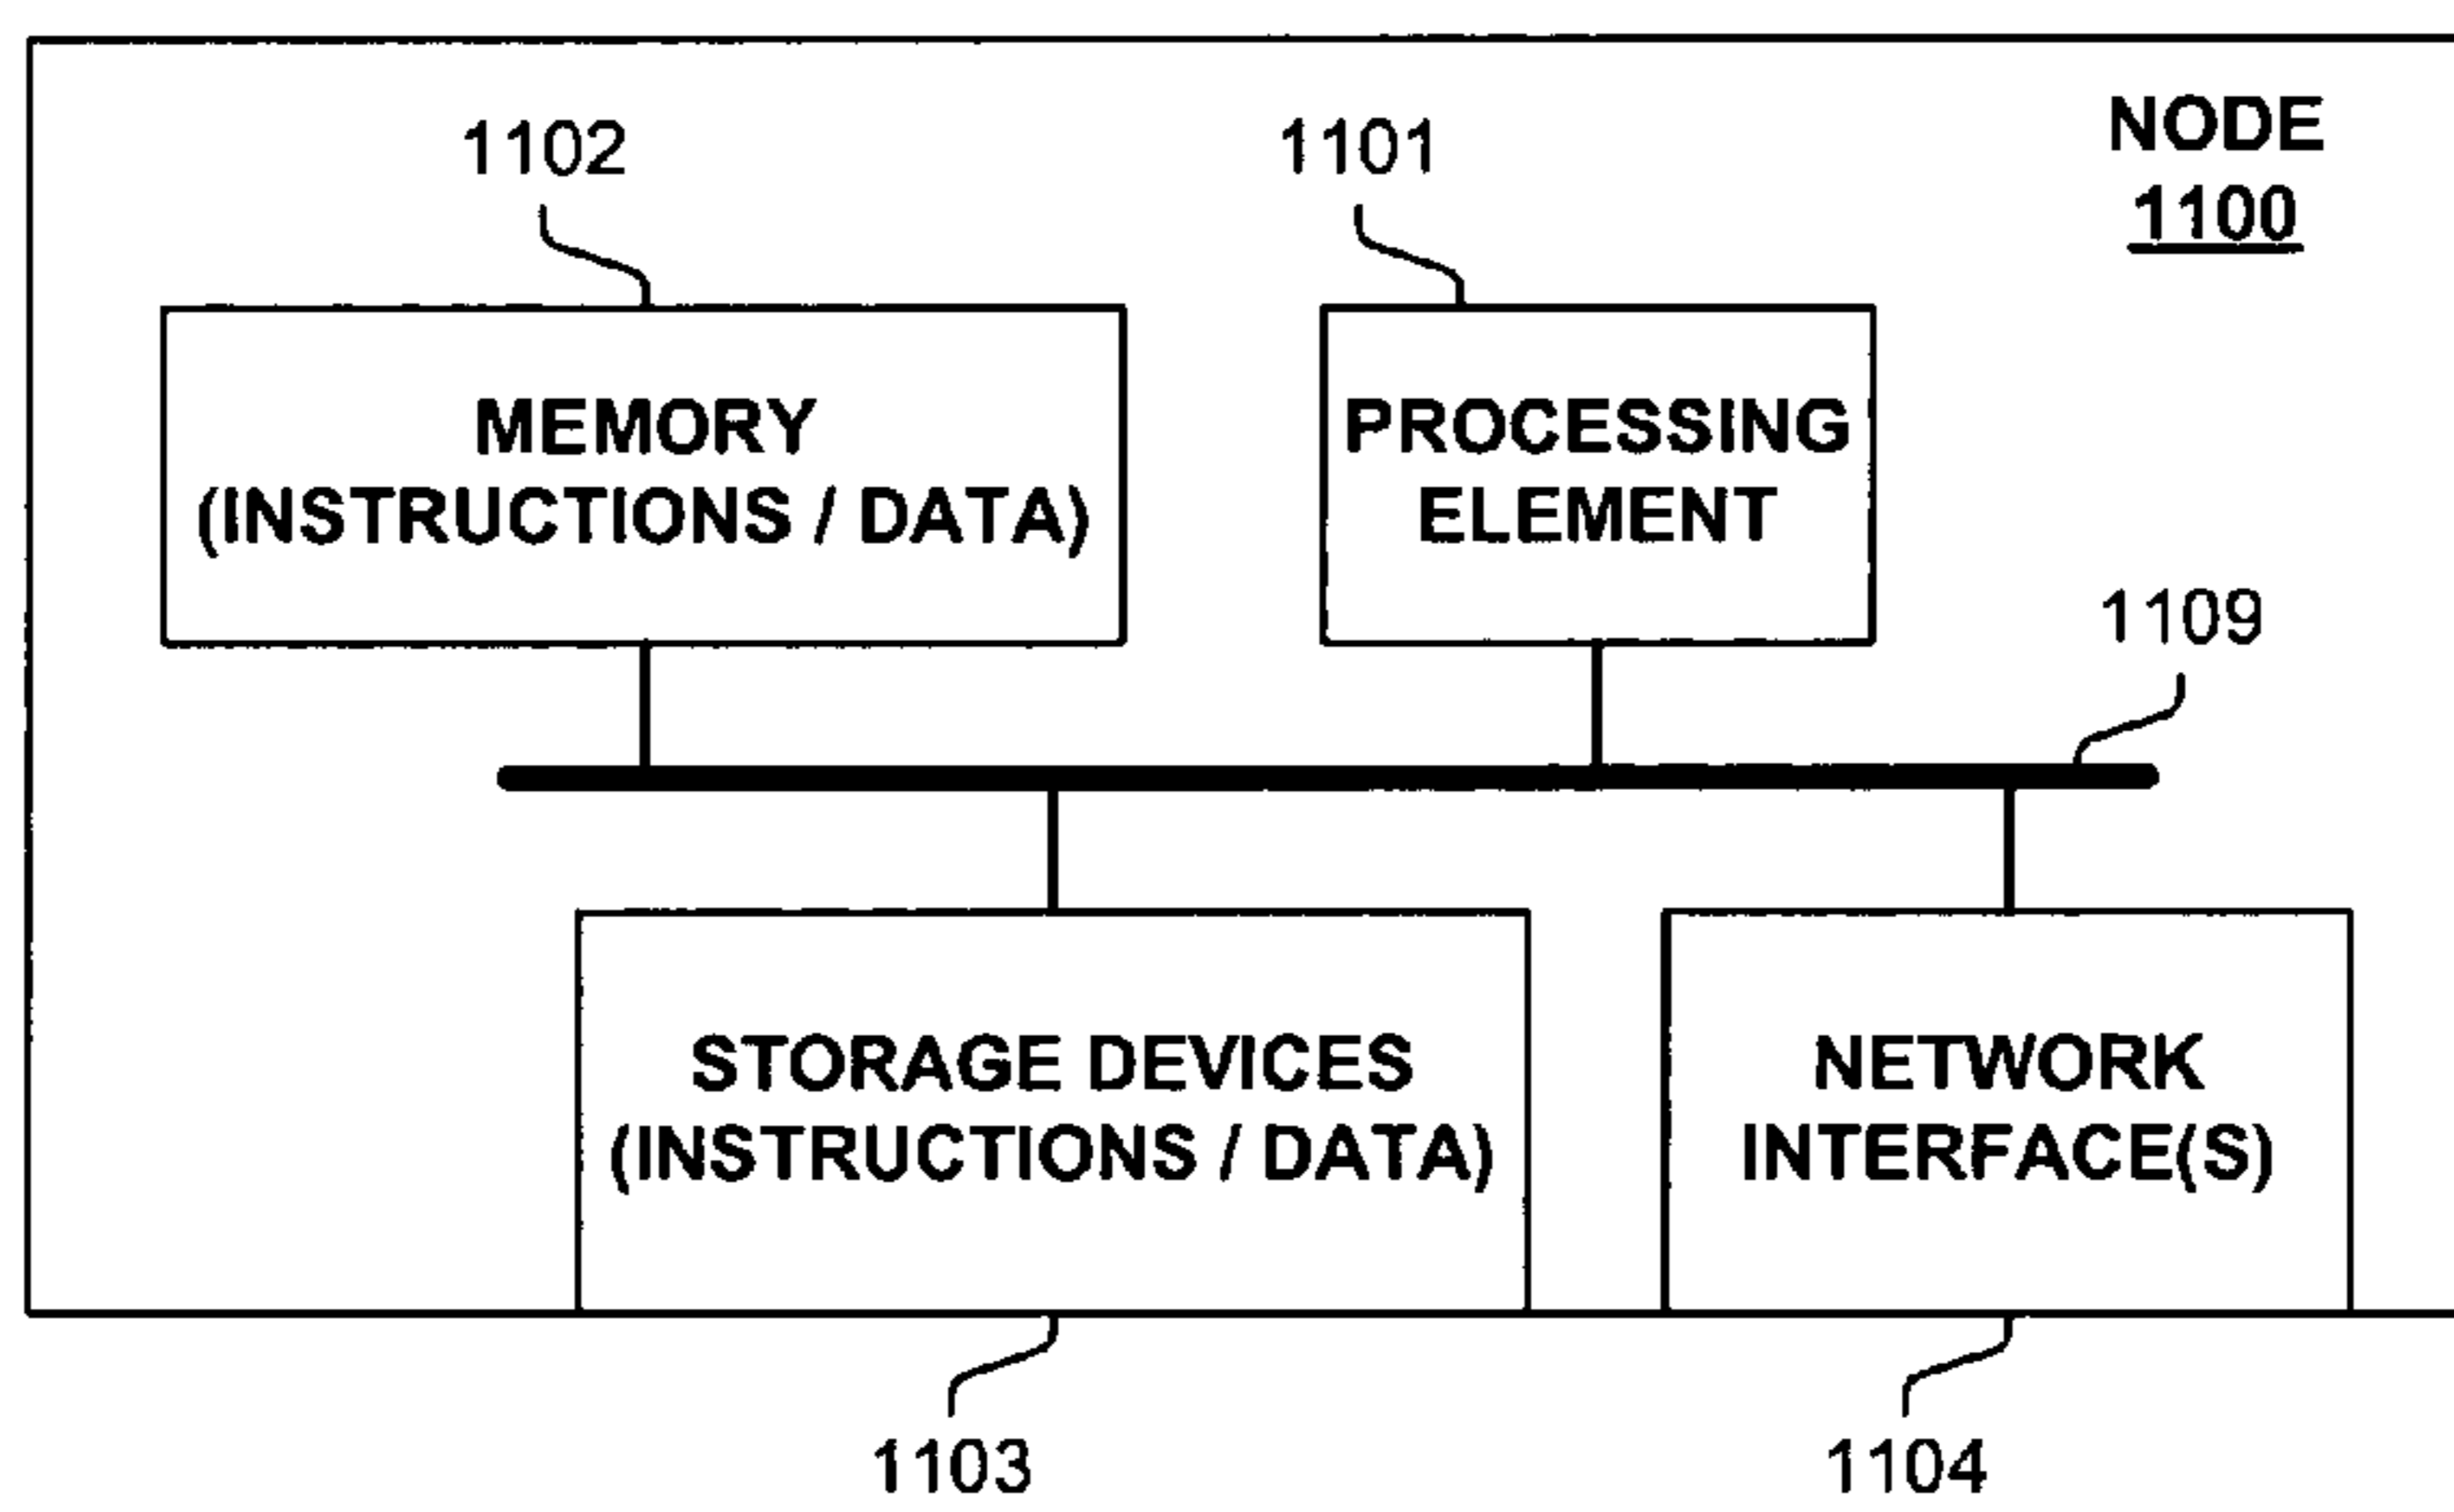 NODE
1100
1102
1101
MEMORY
(INSTRUCTIONS / DATA)
PROCESSING
ELEMENT
1109
STORAGE DEVICES
(INSTRUCTIONS / DATA)
NETWORK
INTERFACE(S)
1103
1104